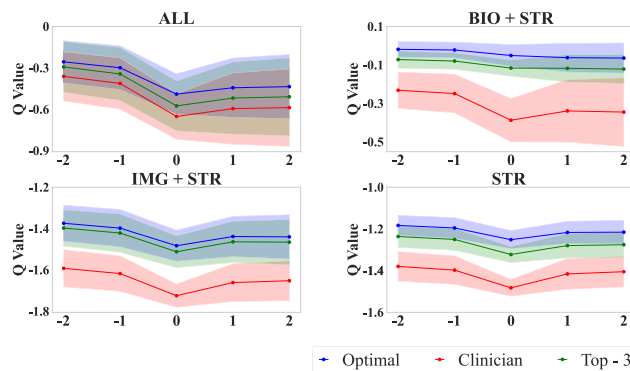 ALL
Q Value
0
-0.3
-0.6
-0.9
-2 -1 0 1 2
BIO + STR
Q Value
0.1
-0.1
-0.3
-0.5
-2 -1 0 1 2
IMG + STR
Q Value
-1.2
-1.4
-1.6
-1.8
-2 -1 0 1 2
STR
Q Value
-1.0
-1.2
-1.4
-1.6
-2 -1 0 1 2
Optimal Clinician Top - 3